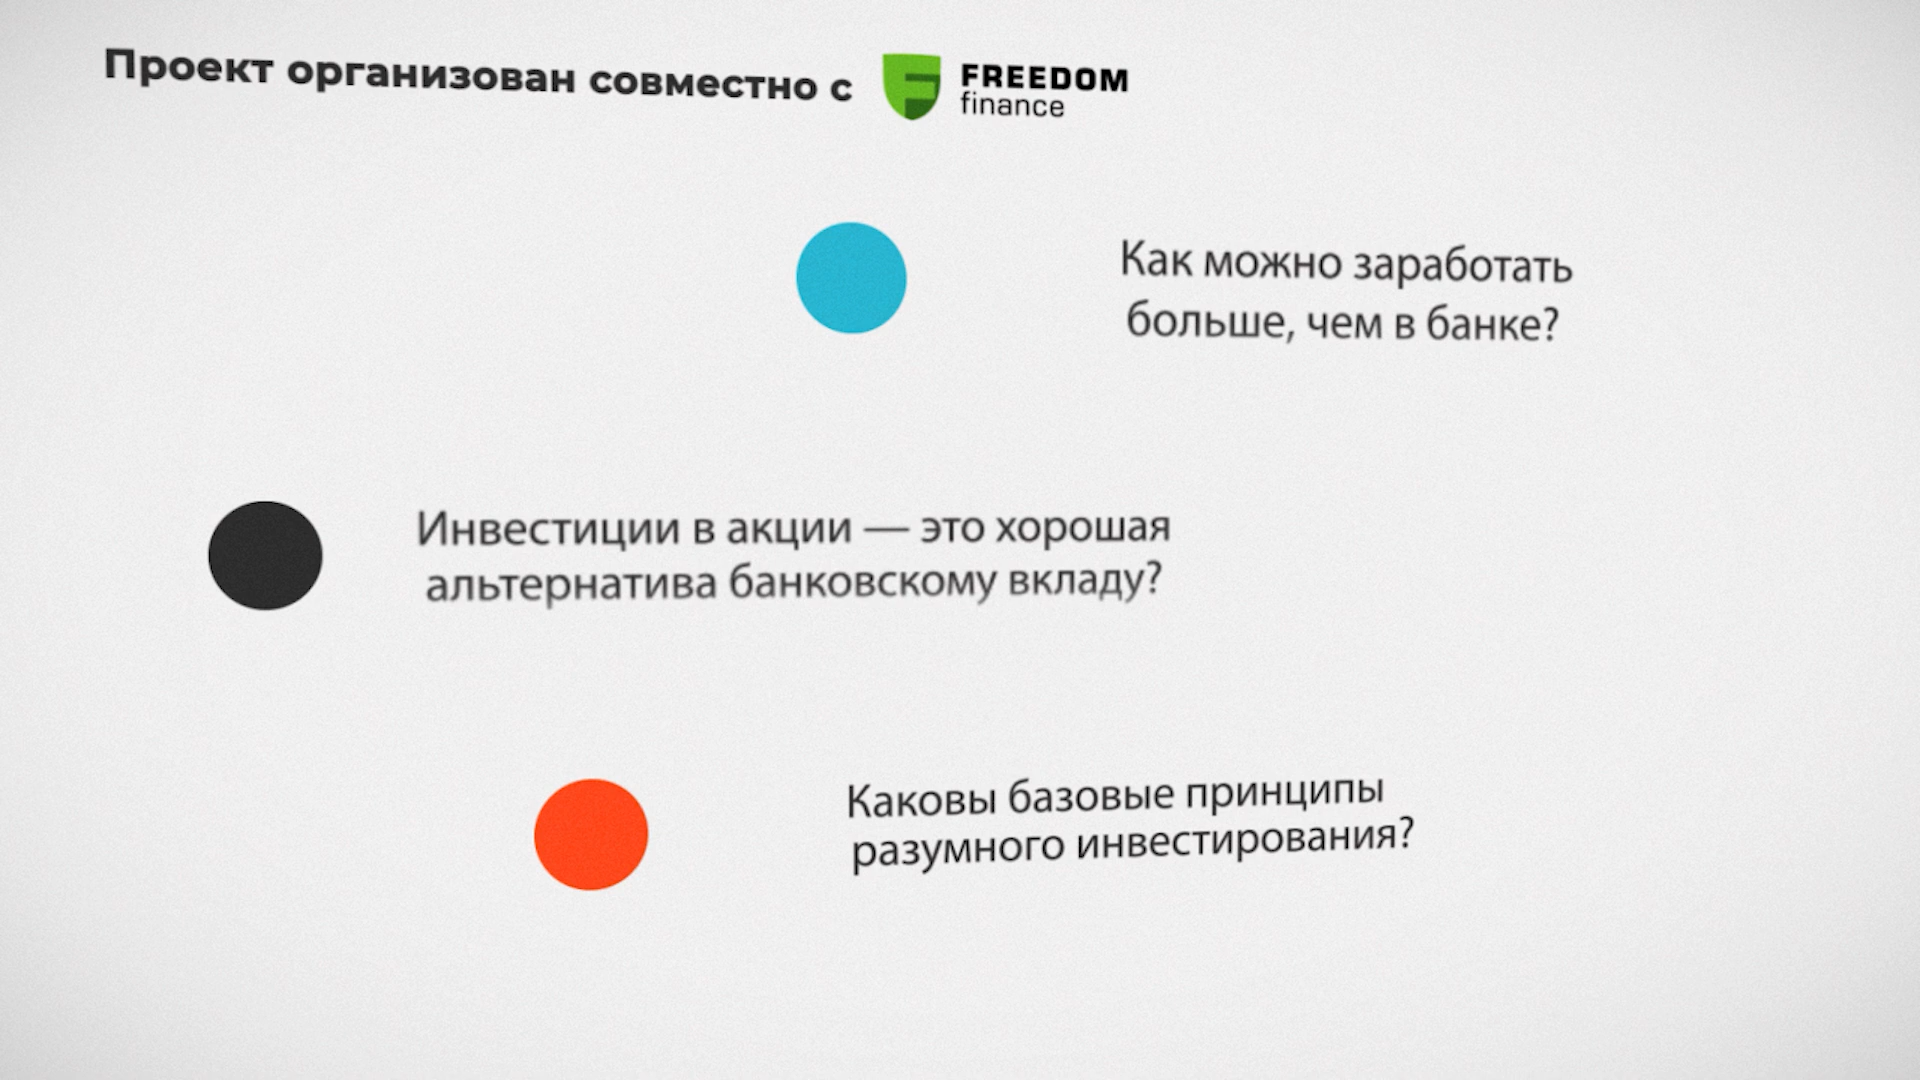 Проект организован совместно с
FREEDOM
finance
Как можно заработать
больше, чем в банке?
Инвестиции в акции — это хорошая
альтернатива банковскому вкладу?
Каковы базовые принципы
разумного инвестирования?